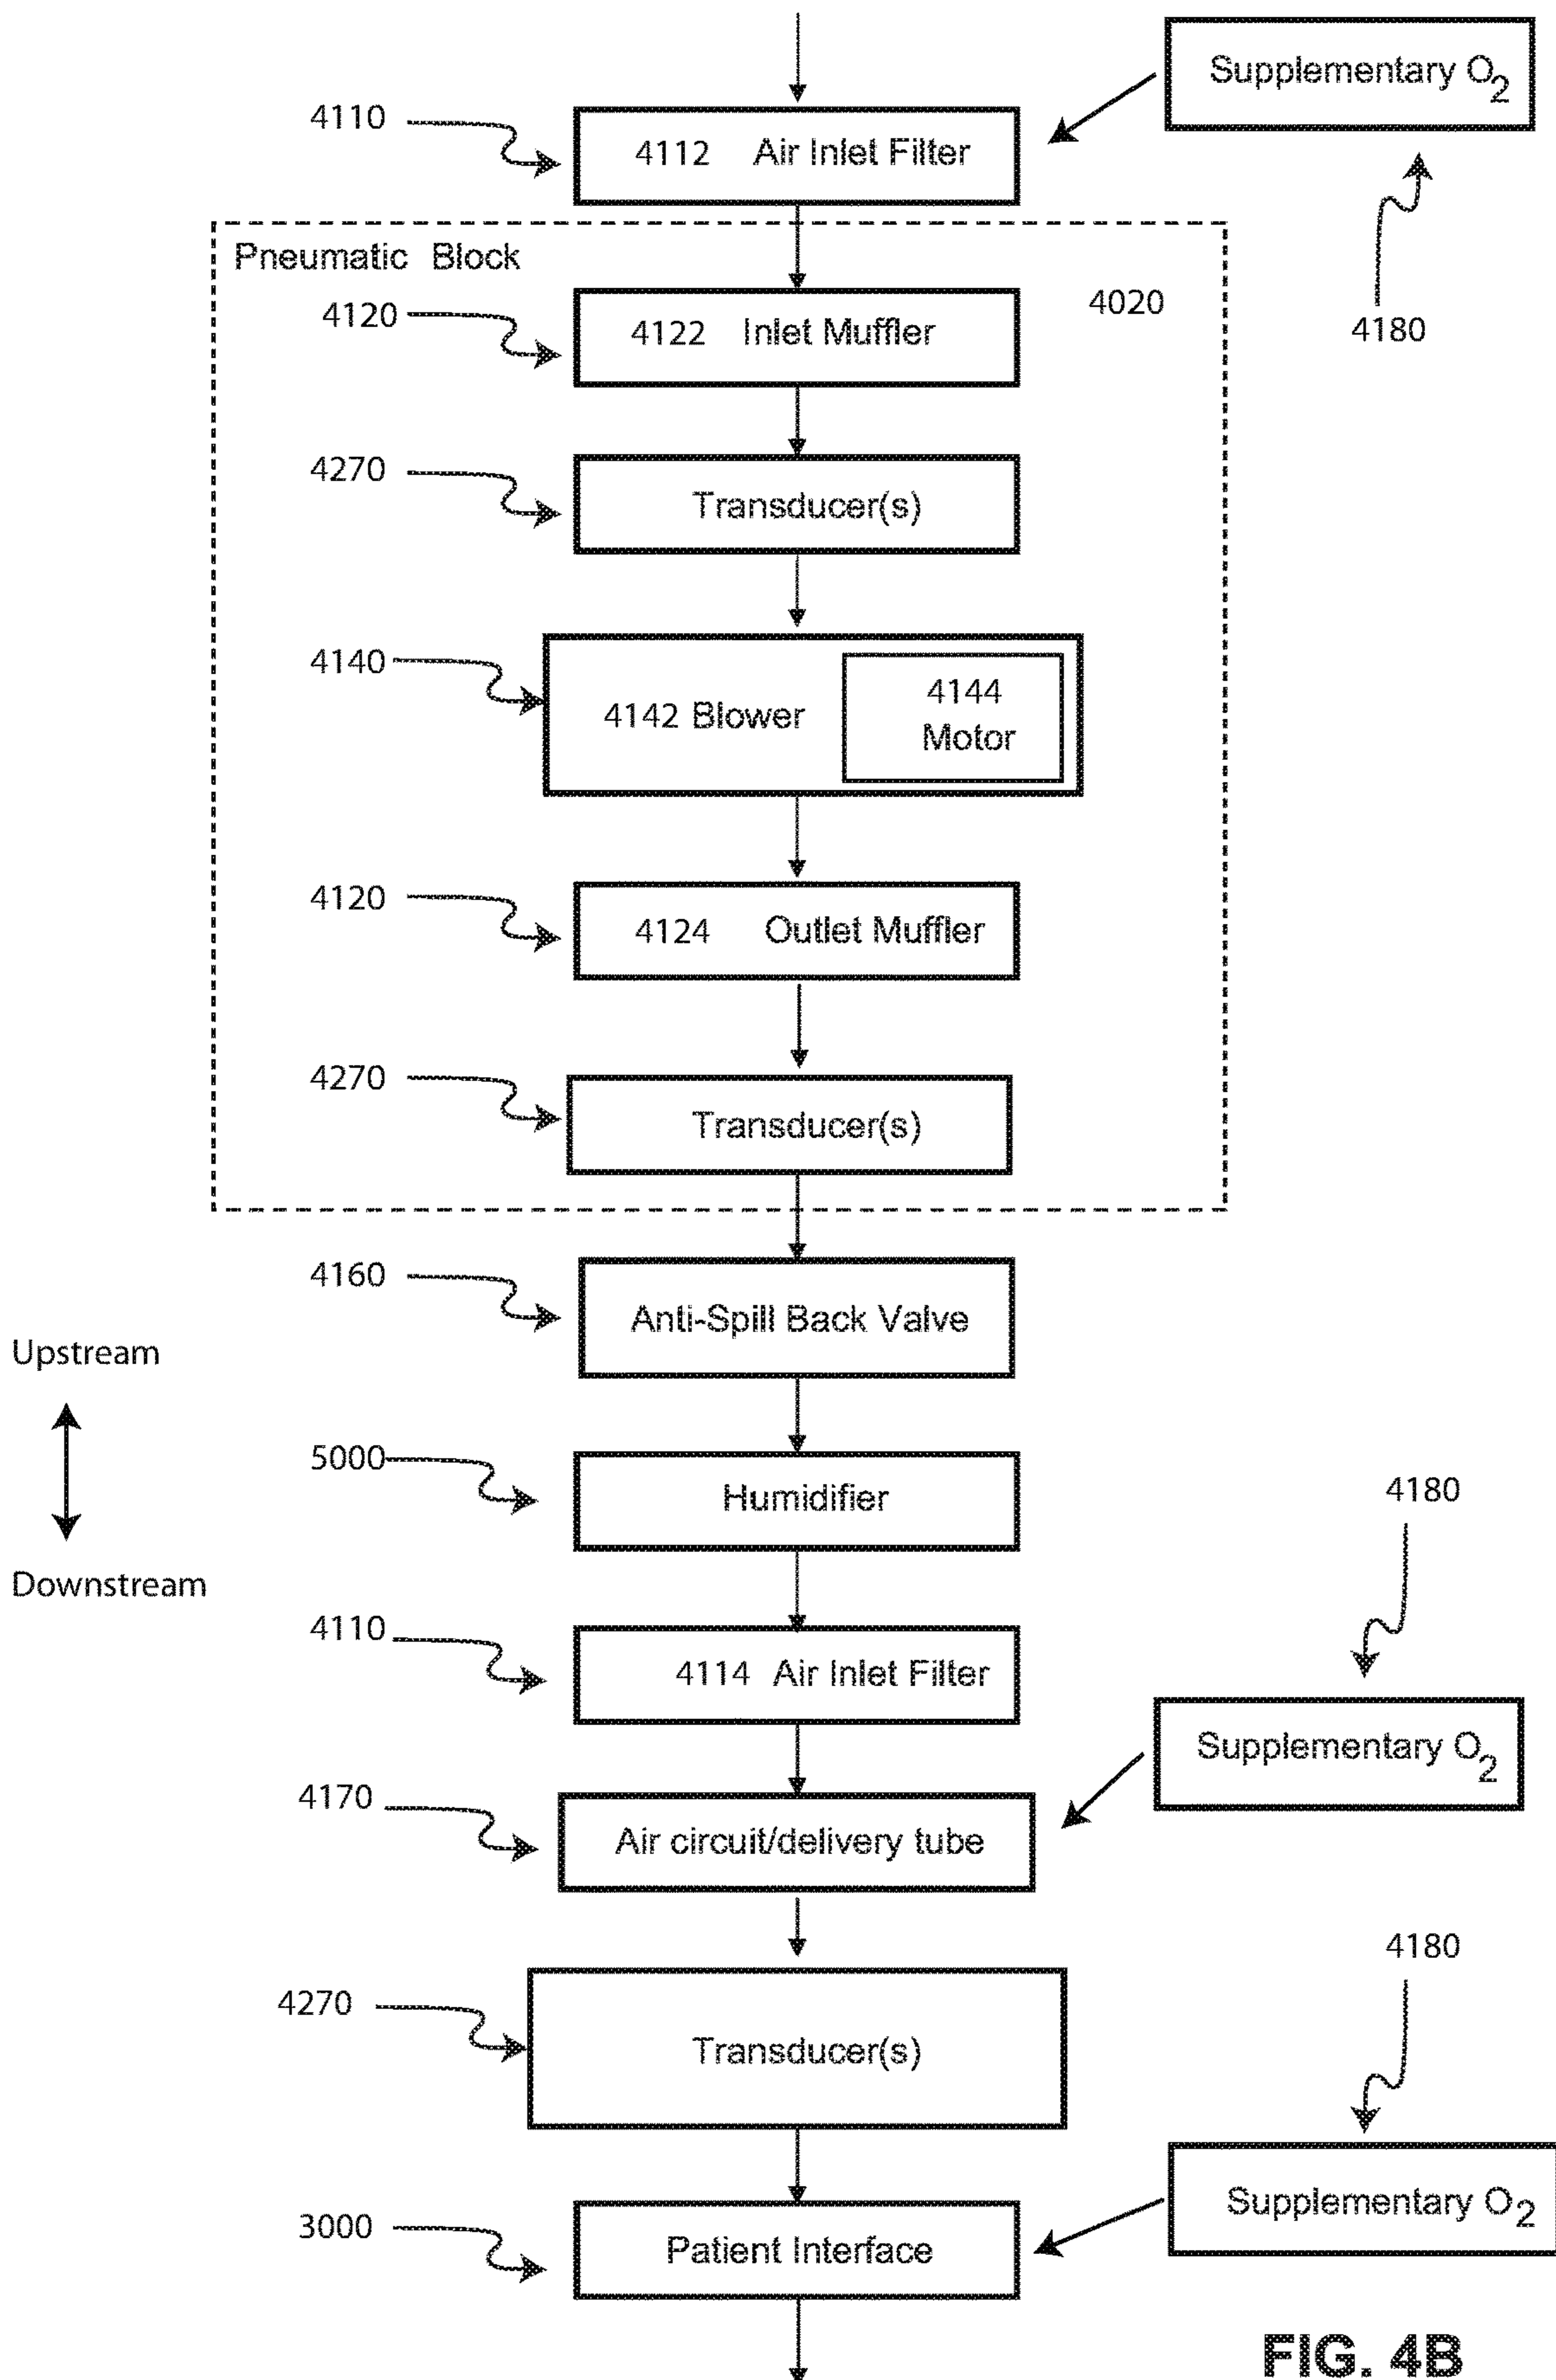 Supplementary O2
4110
4112 Air Inlet Filter
4180
Pneumatic Block
4020
4120
4122 Inlet Muffler
4270
Transducer(s)
4140
4142 Blower
4144
Motor
4120
4124 Outlet Muffler
4270
Transducer(s)
4160
Anti-Spill Back Valve
Upstream
Downstream
5000
Humidifier
4180
4110
4114 Air Inlet Filter
Supplementary O2
4170
Air circuit/delivery tube
4180
4270
Transducer(s)
Supplementary O2
3000
Patient Interface
FIG. 4B